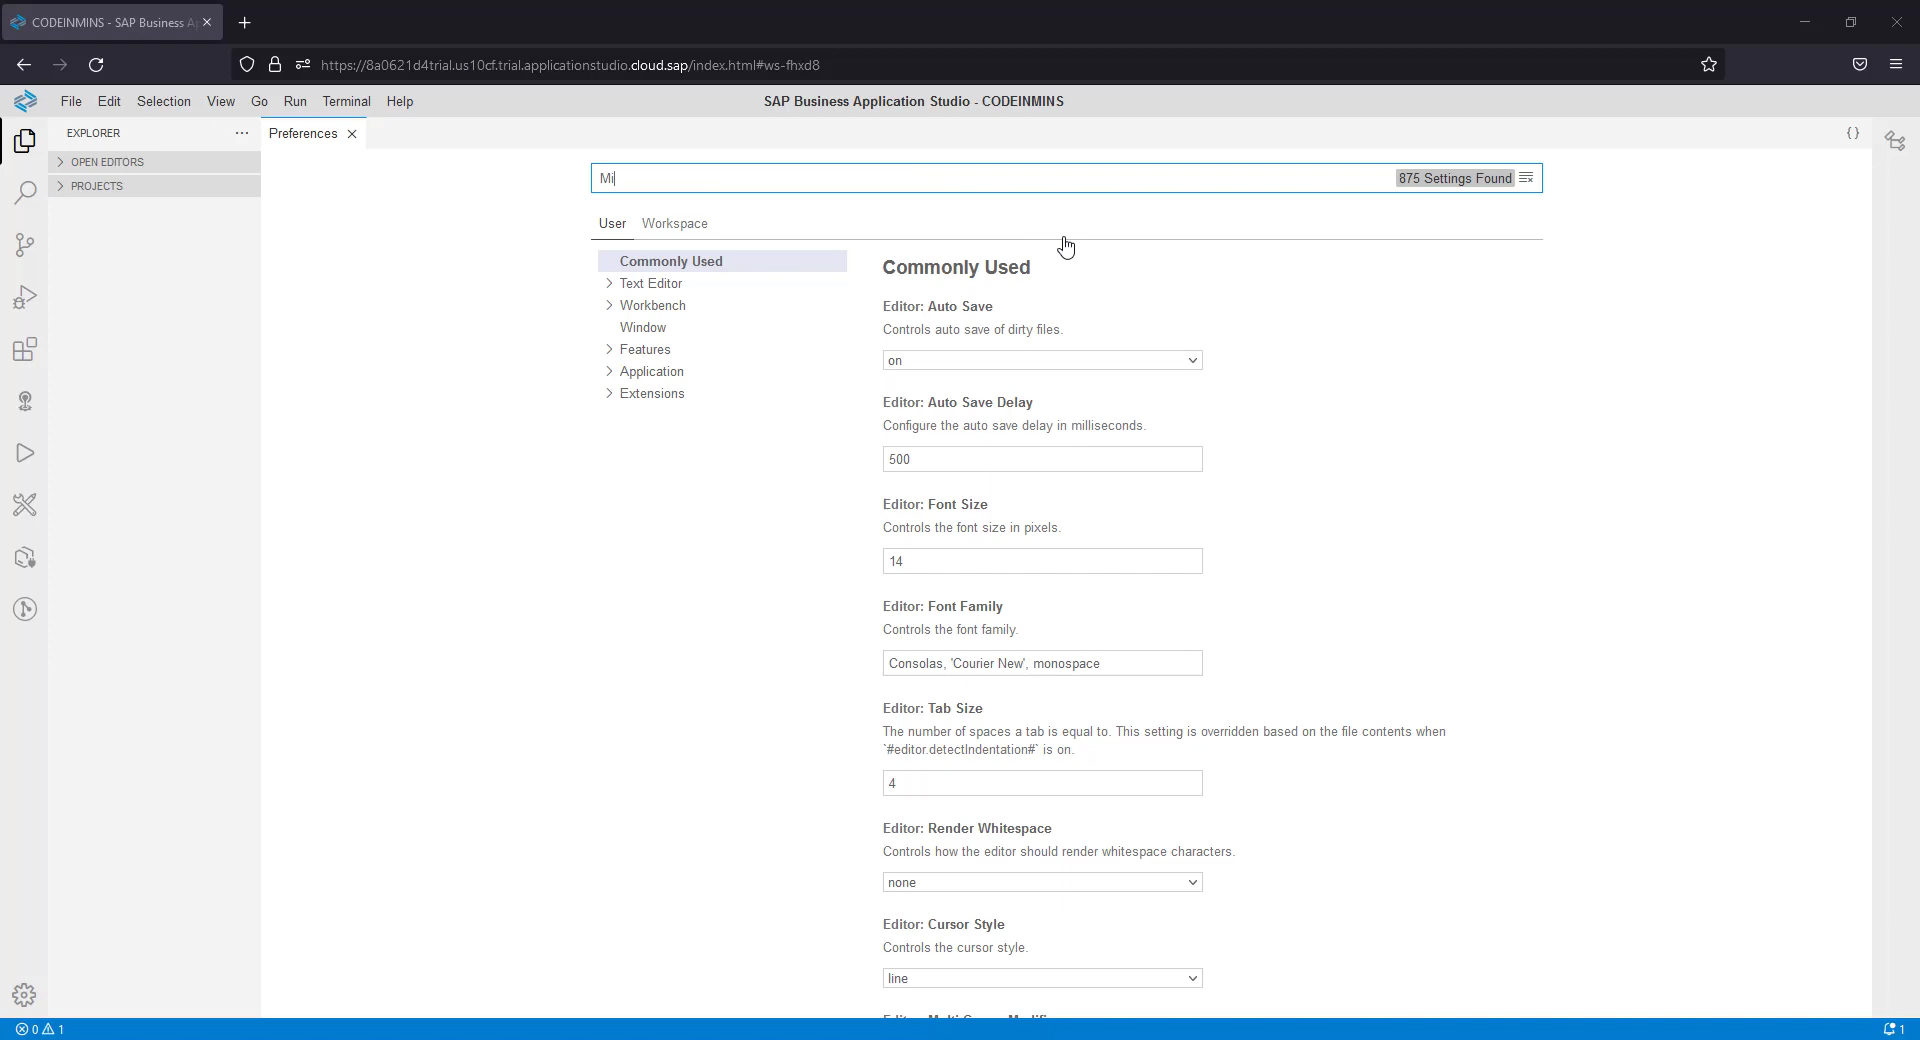 CODEINMINS - SAP Business Ap
https://8a0621d4trial.us10cf.trial.applicationstudio.cloud.sap/index.html#ws-fhxd8
File Edit Selection View Go Run Terminal Help
SAP Business Application Studio - CODEINMINS
EXPLORER
Preferences
{}
OPEN EDITORS
PROJECTS
Mi
875 Settings Found
User Workspace
Commonly Used
Text Editor
Workbench
Window
Features
Application
Extensions
Commonly Used
Editor: Auto Save
Controls auto save of dirty files.
on
Editor: Auto Save Delay
Configure the auto save delay in milliseconds.
500
Editor: Font Size
Controls the font size in pixels.
14
Editor: Font Family
Controls the font family.
Consolas, 'Courier New', monospace
Editor: Tab Size
The number of spaces a tab is equal to. This setting is overridden based on the file contents when
`#editor.detectIndentation#` is on.
4
Editor: Render Whitespace
Controls how the editor should render whitespace characters.
none
Editor: Cursor Style
Controls the cursor style.
line
0 1
1